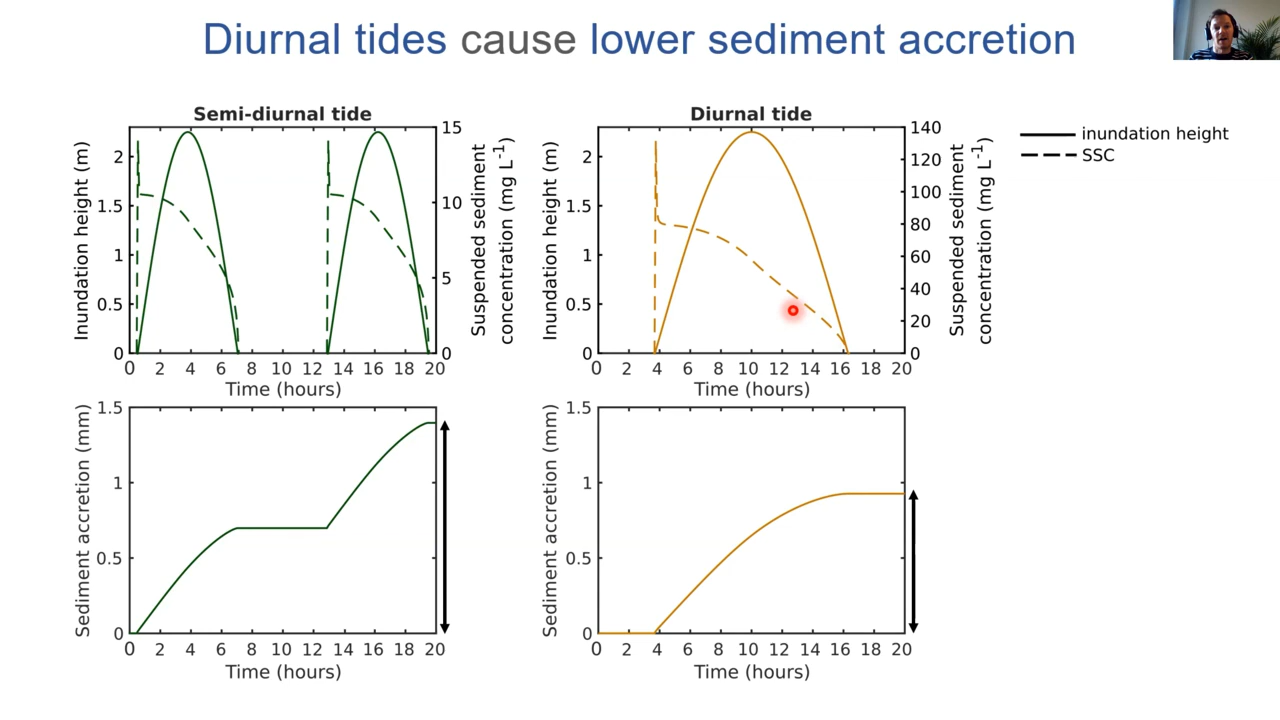 Diurnal tides cause lower sediment accretion
Semi-diurnal tide
Inundation height (m)
2
1.5
1
0.5
0
15
10
5
0
Suspended sediment
concentration (mg L-1)
0 2 4 6 8 10 12 14 16 18 20
Time (hours)
Diurnal tide
Inundation height (m)
2
1.5
1
0.5
0
140
120
100
80
60
40
20
0
Suspended sediment
concentration (mg L-1)
0 2 4 6 8 10 12 14 16 18 20
Time (hours)
inundation height
SSC
Sediment accretion (mm)
1.5
1
0.5
0
0 2 4 6 8 10 12 14 16 18 20
Time (hours)
Sediment accretion (mm)
1.5
1
0.5
0
0 2 4 6 8 10 12 14 16 18 20
Time (hours)